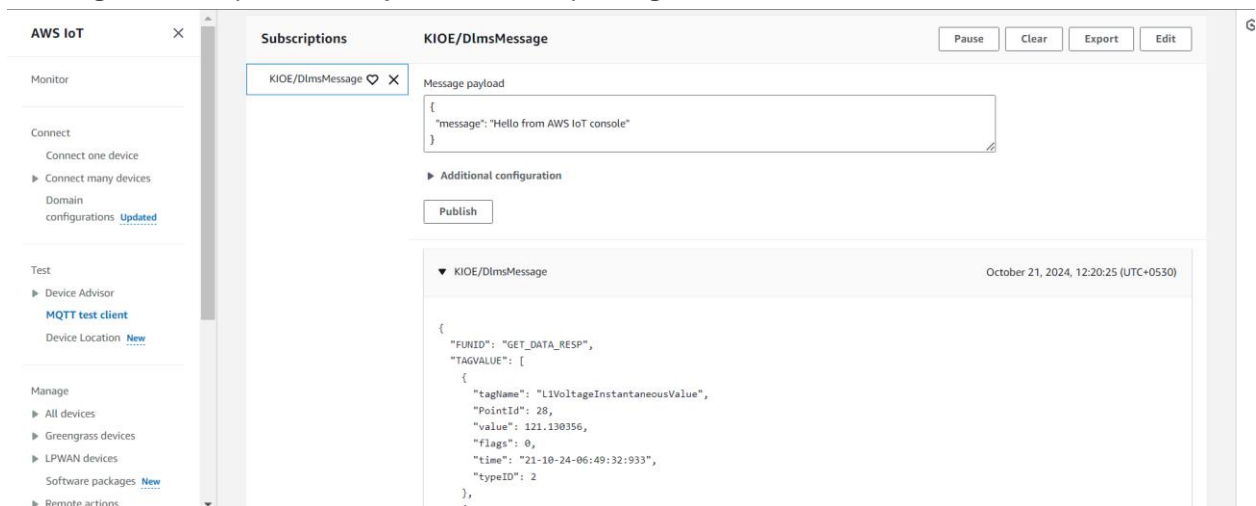 AWS IoT
Monitor
Connect
Connect one device
Connect many devices
Domain
configurations Updated
Test
Device Advisor
MQTT test client
Device Location New
Manage
All devices
Greengrass devices
LPWAN devices
Software packages New
Remote actions
Subscriptions
KIOE/DlmsMessage
KIOE/DlmsMessage
Pause Clear Export Edit
Message payload
{
"message": "Hello from AWS IoT console"
}
Additional configuration
Publish
KIOE/DlmsMessage October 21, 2024, 12:20:25 (UTC+0530)
{
"FUNID": "GET_DATA_RESP",
"TAGVALUE": [
{
"tagName": "L1VoltageInstantaneousValue",
"PointId": 28,
"value": 121.130356,
"flags": 0,
"time": "21-10-24-06:49:32:933",
"typeID": 2
},